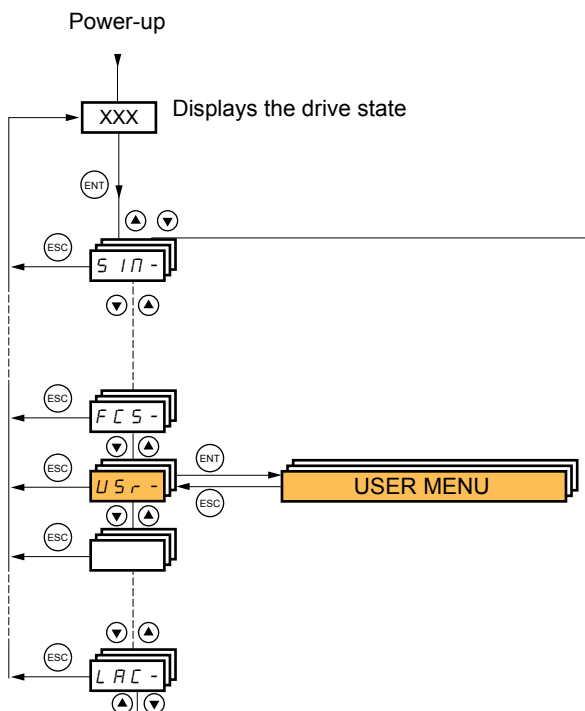 Power-up
XXX
Displays the drive state
ENT
ESC
SIM-
ESC
FCS-
ESC
USr-
ENT
USER MENU
ESC
ESC
ESC
LAC-